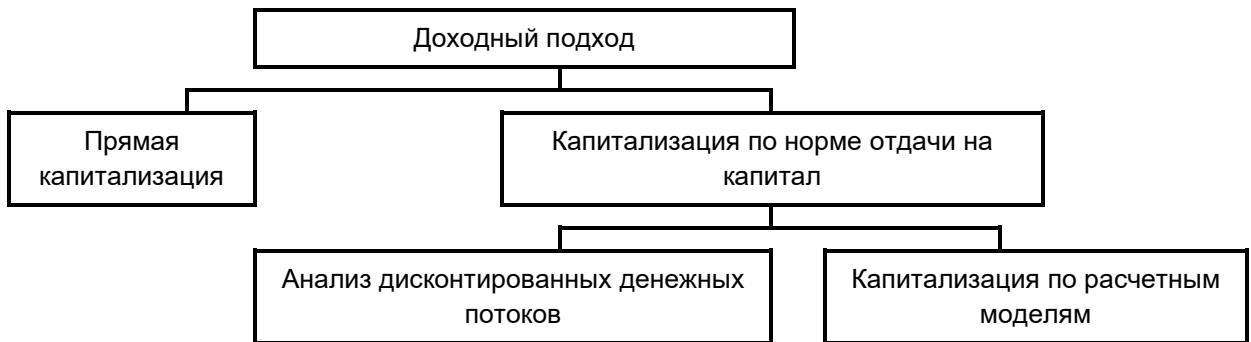 Доходный подход
Прямая
капитализация
Капитализация по норме отдачи на
капитал
Анализ дисконтированных денежных
потоков
Капитализация по расчетным
моделям